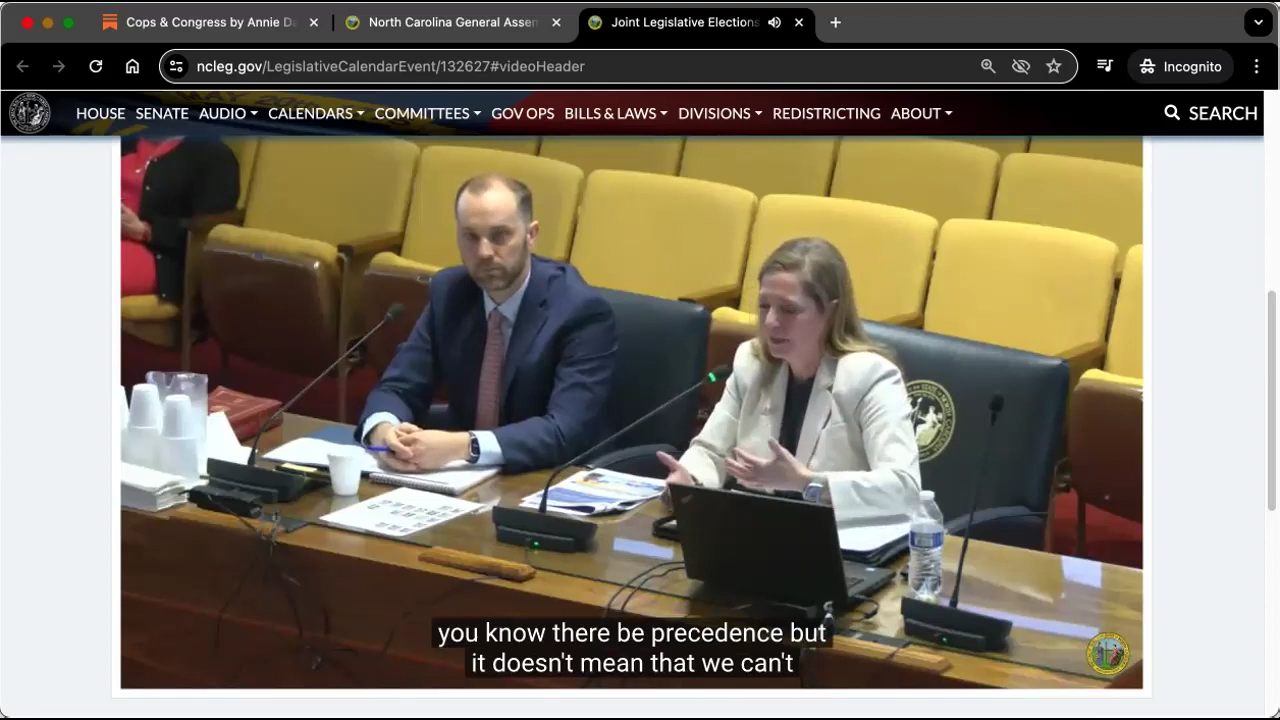 Cops & Congress by Annie Da
North Carolina General Assem
Joint Legislative Elections
ncleg.gov/LegislativeCalendarEvent/132627#videoHeader
Incognito
HOUSE SENATE AUDIO CALENDARS COMMITTEES GOV OPS BILLS & LAWS DIVISIONS REDISTRICTING ABOUT SEARCH
you know there be precedence but
it doesn't mean that we can't